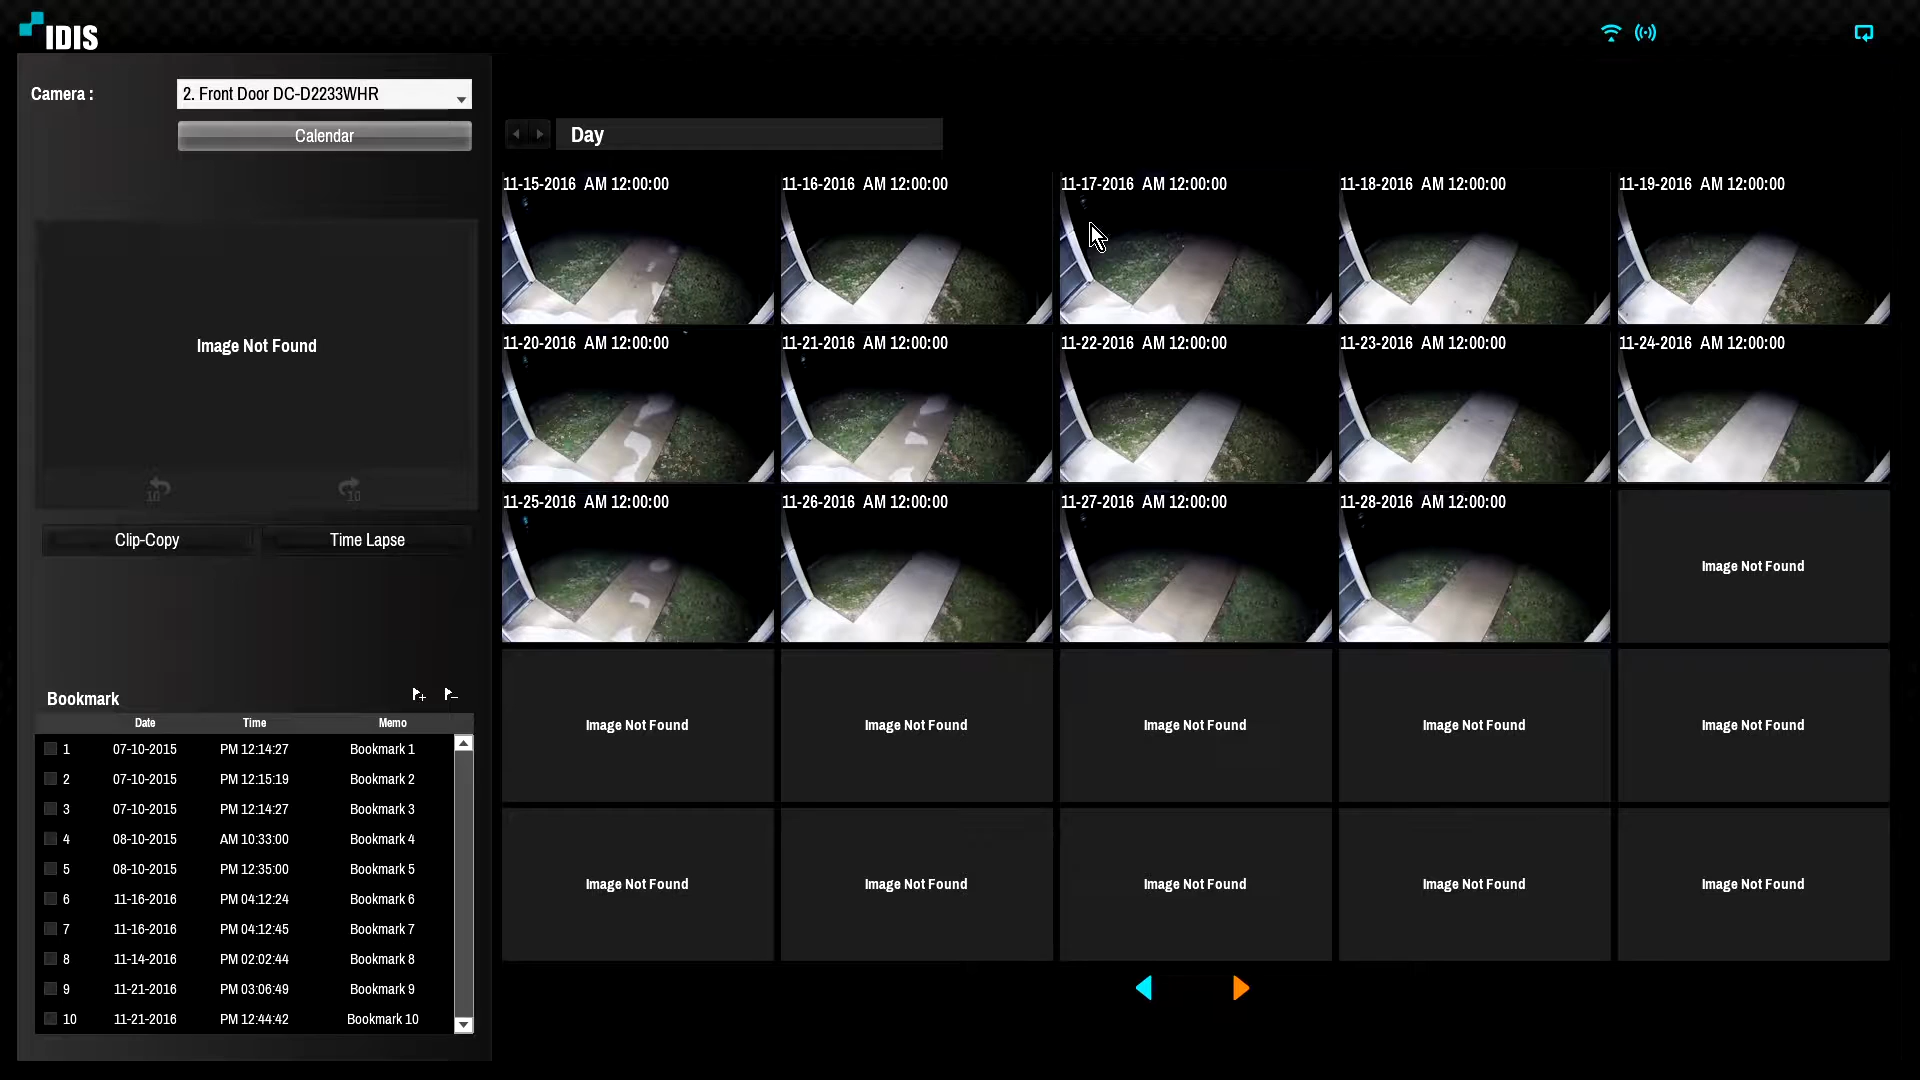 IDIS
Camera :
2. Front Door DC-D2233WHR
Calendar
Day
11-15-2016 AM 12:00:00
11-16-2016 AM 12:00:00
11-17-2016 AM 12:00:00
11-18-2016 AM 12:00:00
11-19-2016 AM 12:00:00
11-20-2016 AM 12:00:00
11-21-2016 AM 12:00:00
11-22-2016 AM 12:00:00
11-23-2016 AM 12:00:00
11-24-2016 AM 12:00:00
11-25-2016 AM 12:00:00
11-26-2016 AM 12:00:00
11-27-2016 AM 12:00:00
11-28-2016 AM 12:00:00
Image Not Found
Image Not Found
Image Not Found
Image Not Found
Image Not Found
Image Not Found
Image Not Found
Image Not Found
Image Not Found
Image Not Found
Image Not Found
Image Not Found
10
10
Clip-Copy
Time Lapse
Bookmark
Date Time Memo
1 07-10-2015 PM 12:14:27 Bookmark 1
2 07-10-2015 PM 12:15:19 Bookmark 2
3 07-10-2015 PM 12:14:27 Bookmark 3
4 08-10-2015 AM 10:33:00 Bookmark 4
5 08-10-2015 PM 12:35:00 Bookmark 5
6 11-16-2016 PM 04:12:24 Bookmark 6
7 11-16-2016 PM 04:12:45 Bookmark 7
8 11-14-2016 PM 02:02:44 Bookmark 8
9 11-21-2016 PM 03:06:49 Bookmark 9
10 11-21-2016 PM 12:44:42 Bookmark 10